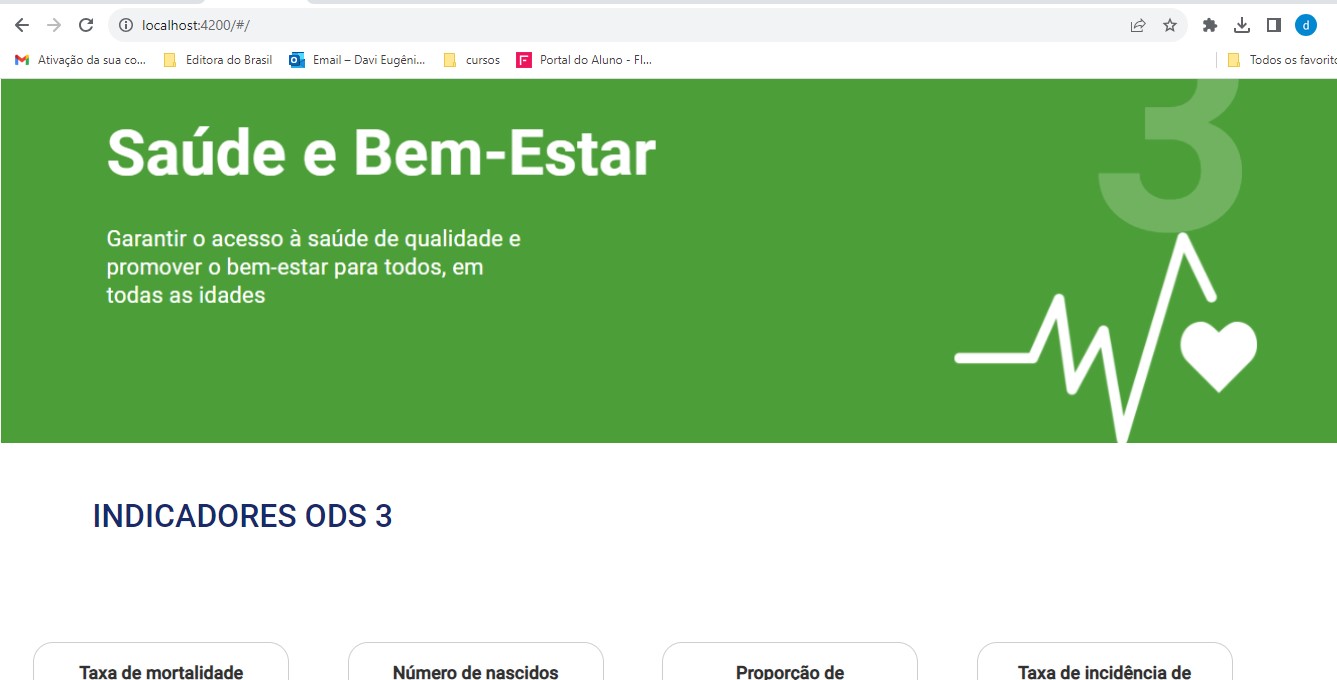 localhost:4200/#/
d
Ativação da sua co...
Editora do Brasil
Email – Davi Eugêni...
cursos
F
Portal do Aluno - Fl...
Todos os favorito
3
Saúde e Bem-Estar
Garantir o acesso à saúde de qualidade e
promover o bem-estar para todos, em
todas as idades
INDICADORES ODS 3
Taxa de mortalidade
Número de nascidos
Proporção de
Taxa de incidência de